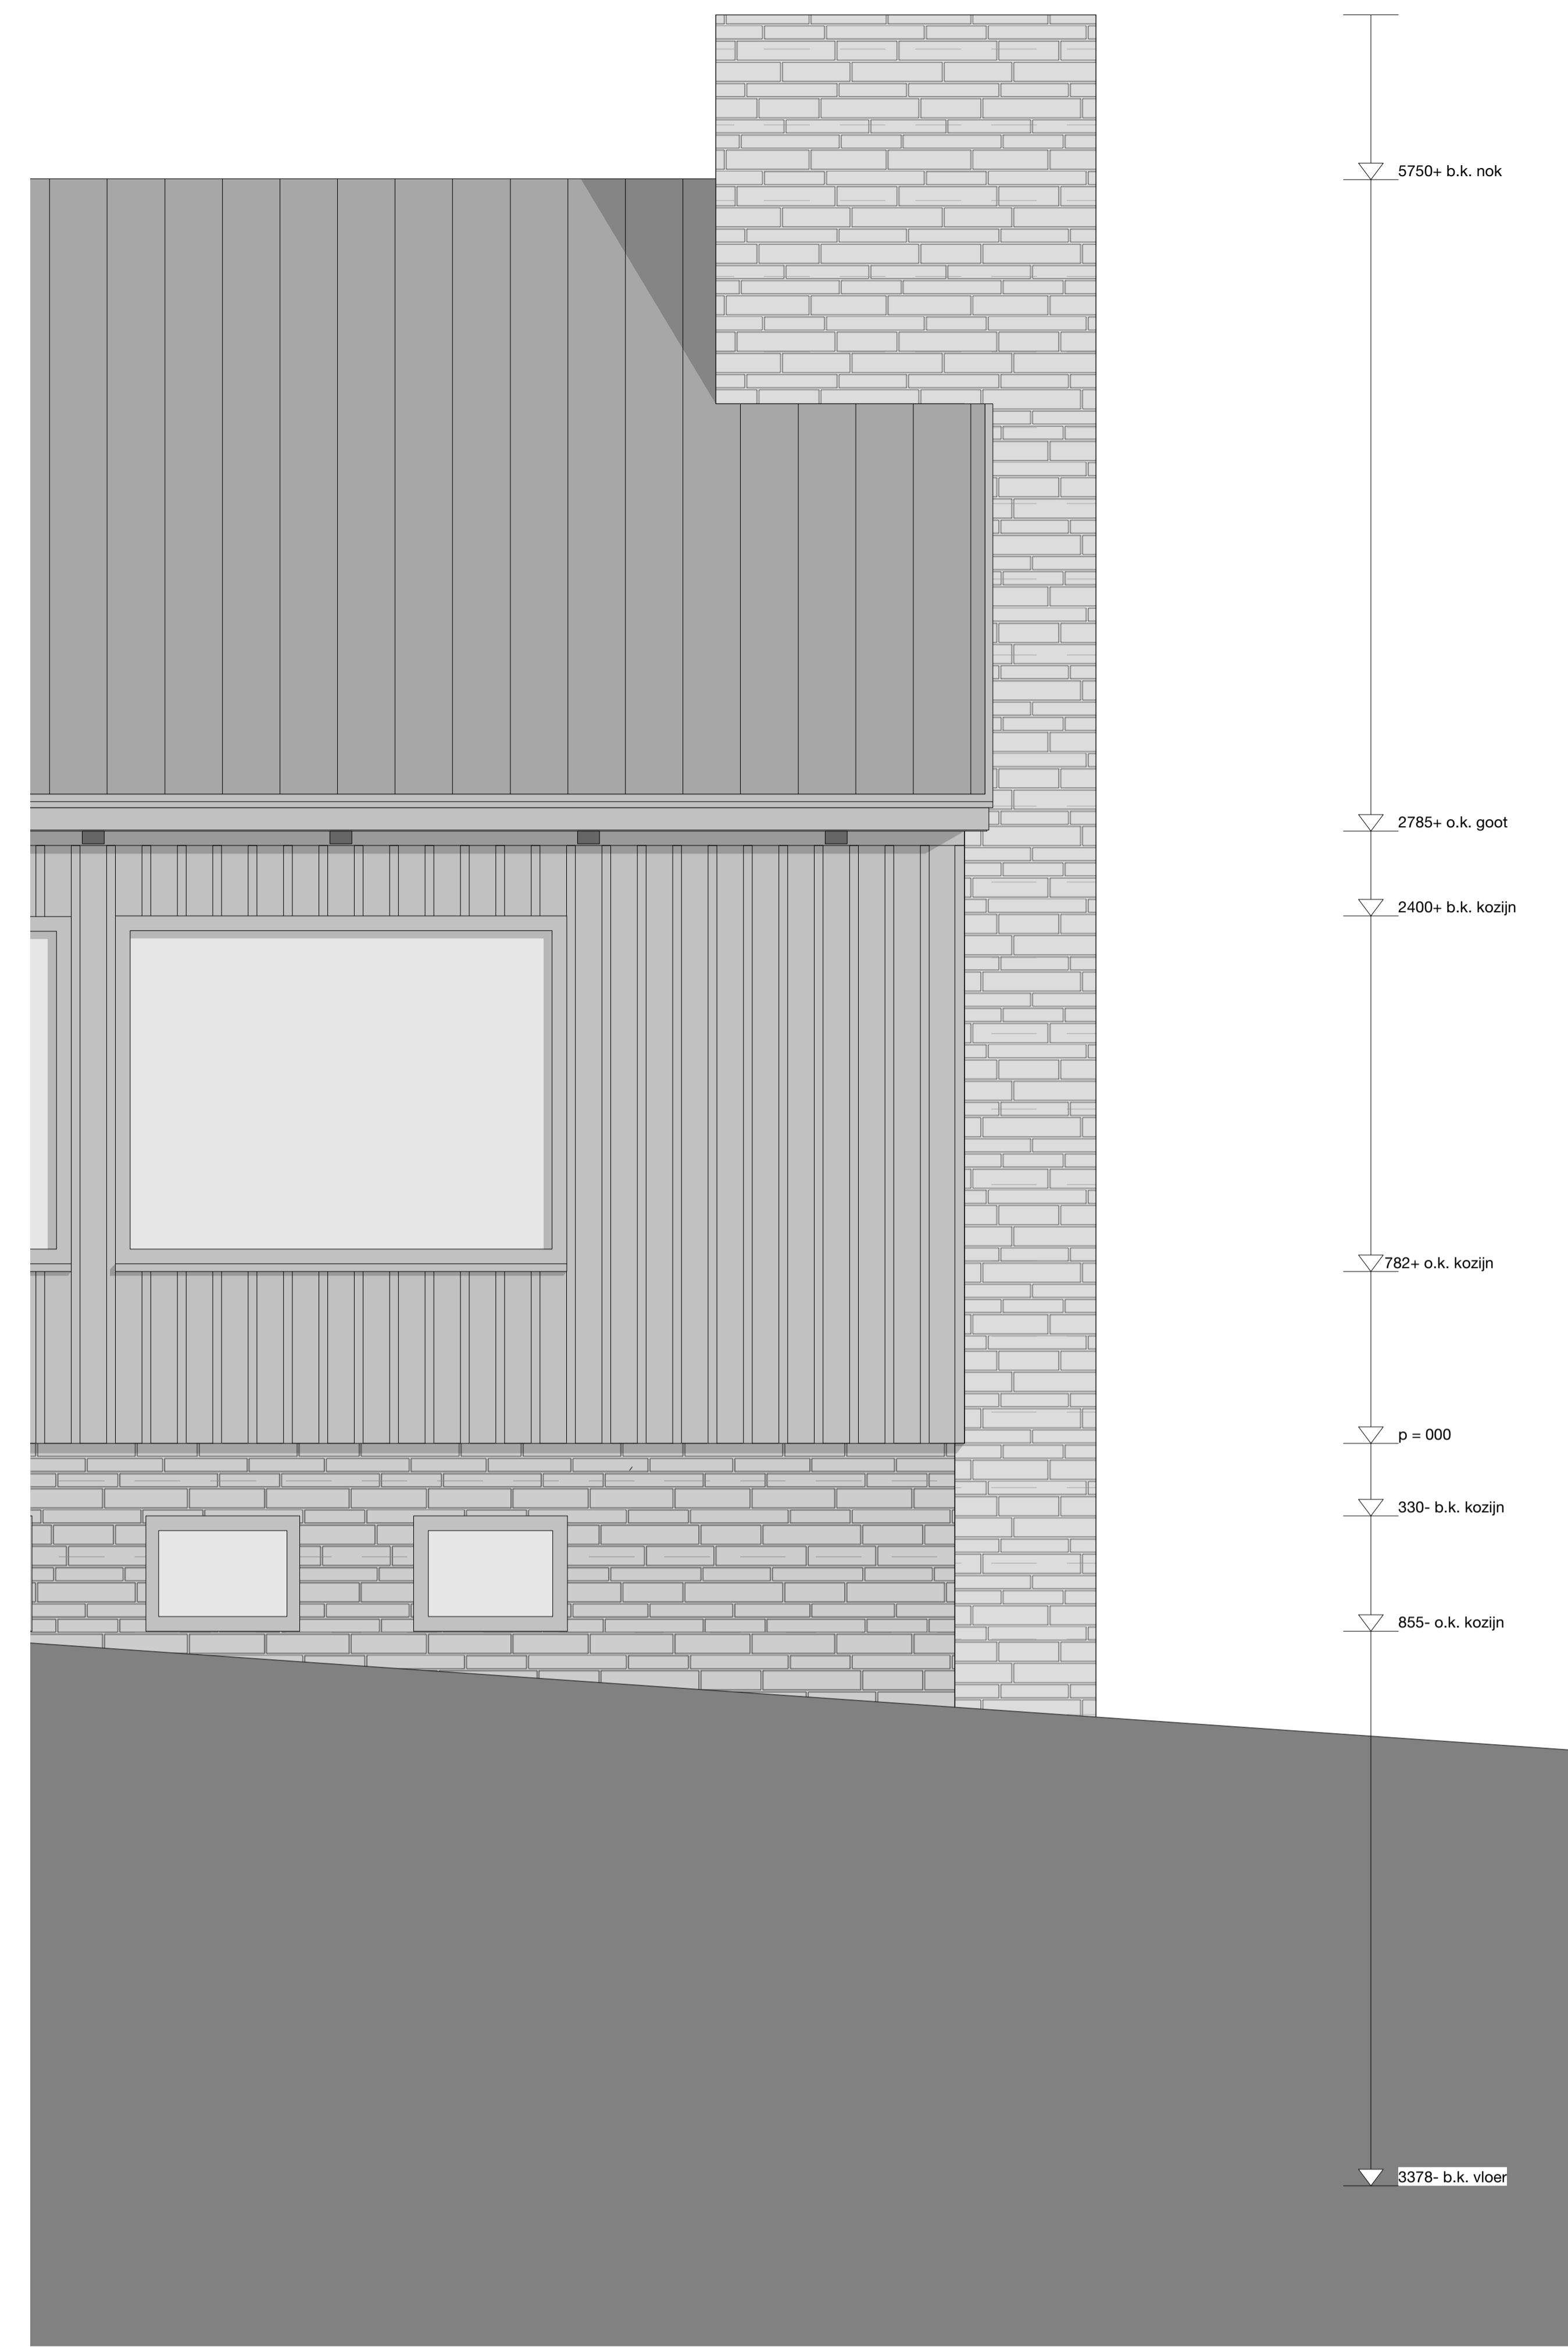 5750+ b.k. nok
2785+ o.k. goot
2400+ b.k. kozijn
782+ o.k. kozijn
p = 000
330- b.k. kozijn
855- o.k. kozijn
3378- b.k. vloer